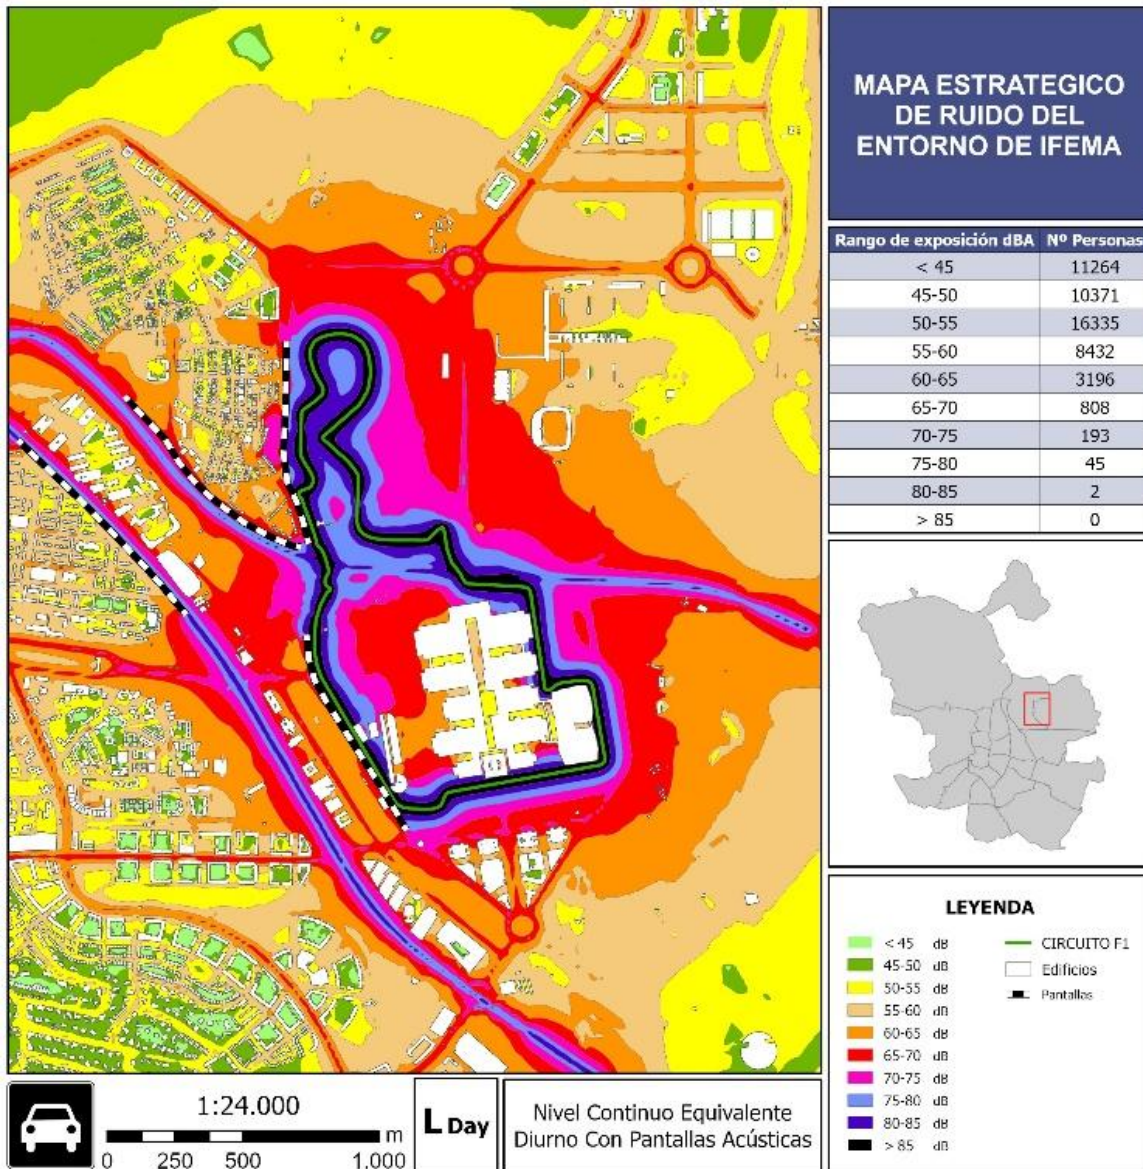 MAPA ESTRATEGICO
DE RUIDO DEL
ENTORNO DE IFEMA
Rango de exposición dBA Nº Personas
< 45 11264
45-50 10371
50-55 16335
55-60 8432
60-65 3196
65-70 808
70-75 193
75-80 45
80-85 2
> 85 0
LEYENDA
< 45 dB
45-50 dB
50-55 dB
55-60 dB
60-65 dB
65-70 dB
70-75 dB
75-80 dB
80-85 dB
> 85 dB
CIRCUITO F1
Edificios
Pantallas
1:24.000
0 250 500 1.000 m
L Day
Nivel Continuo Equivalente
Diurno Con Pantallas Acústicas